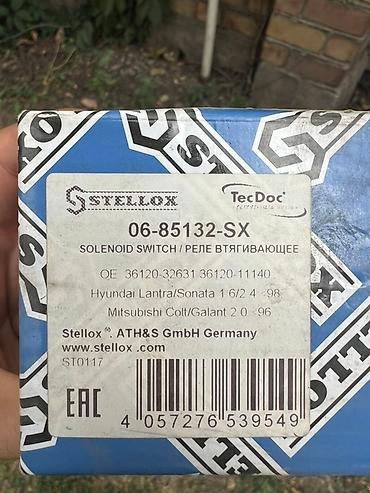 STELLOX
STELLOX
TecDoc
06-85132-SX
SOLENOID SWITCH / РЕЛЕ ВТЯГИВАЮЩЕЕ
OE 36120-32631 36120-11140
Hyundai Lantra/Sonata 1.6/2.4 <98
Mitsubishi Colt/Galant 2.0 <96
Stellox ®. ATH&S GmbH Germany
www.stellox .com
ST0117
EAC
4 057276 539549